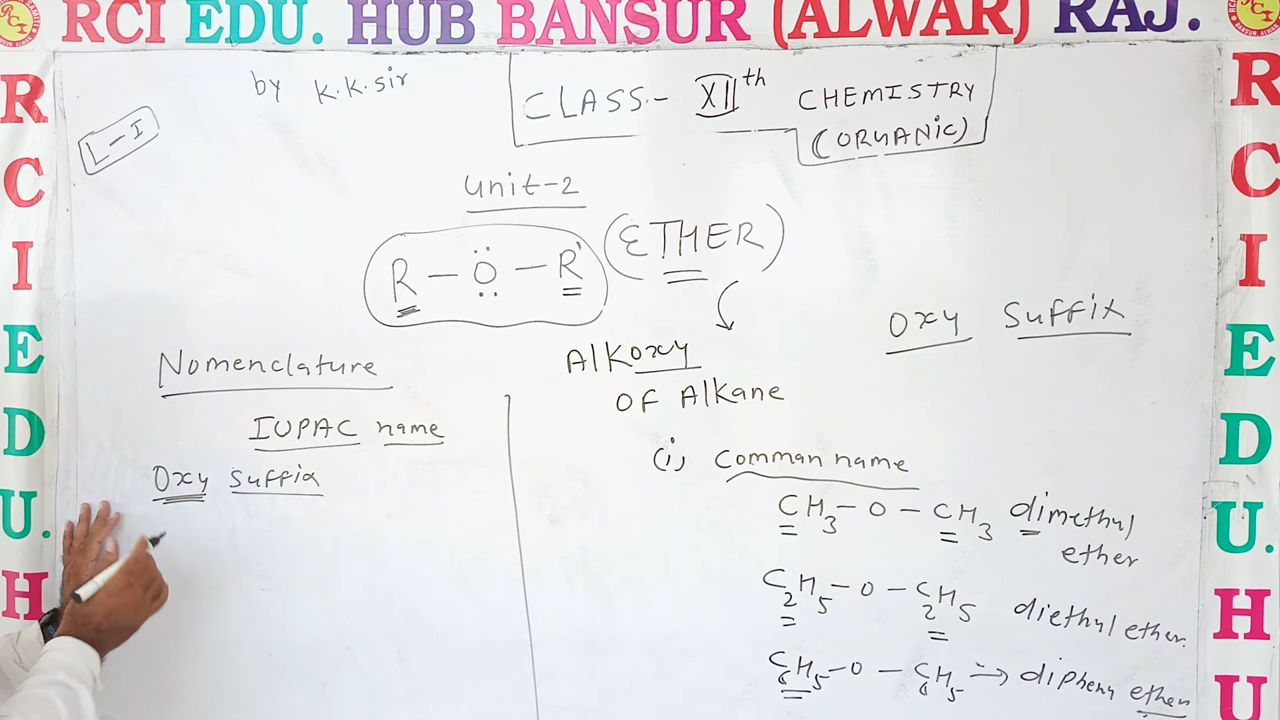 RCI EDU. HUB BANSUR (ALWAR) RAJ.
R
C
I
E
D
U.
H
by K.K.Sir
L-I
CLASS:- XIIth CHEMISTRY
(ORGANIC)
Unit-2
R — Ö — R' (ETHER)
Oxy Suffix
Nomenclature
Alkoxy
OF Alkane
IUPAC name
Oxy Suffix
(i) Comman name
CH3 — O — CH3 dimethyl
ether
C2H5 — O — C2H5 diethyl ether.
C6H5 — O — C6H5 → dipheny ether
R
C
I
E
D
U.
H
U